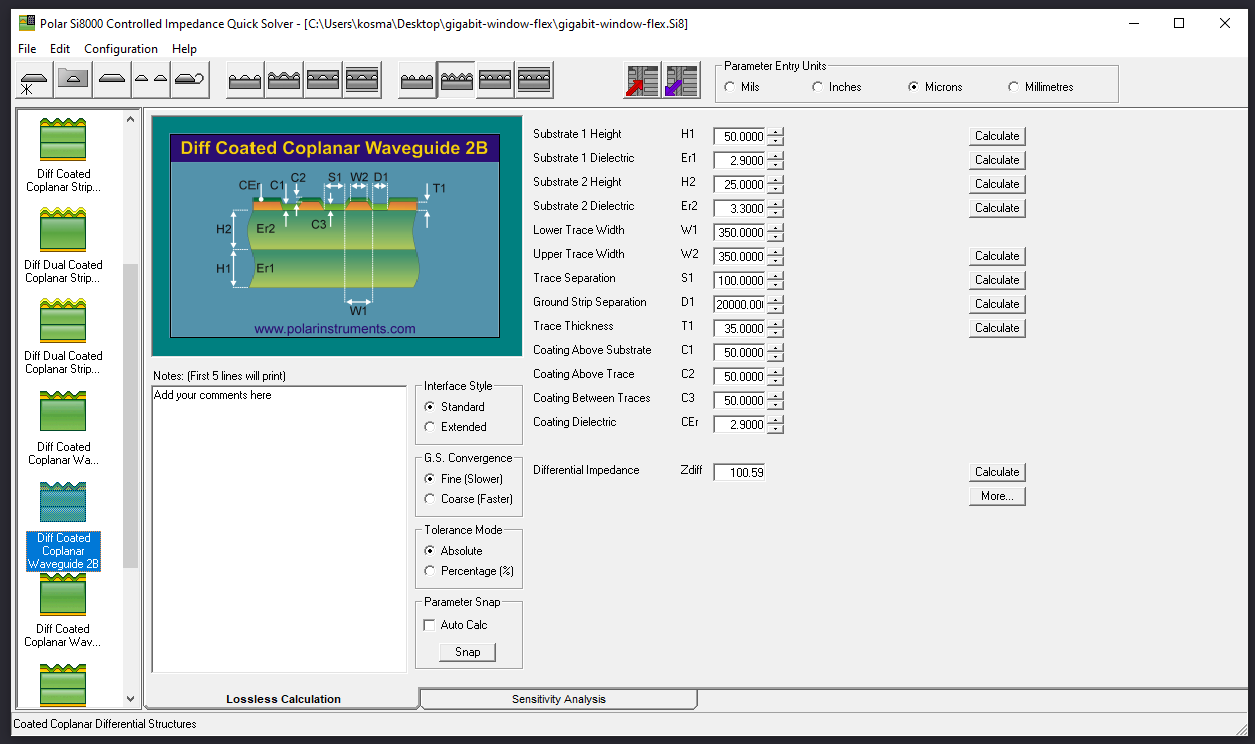 Polar Si8000 Controlled Impedance Quick Solver - [C:\Users\kosma\Desktop\gigabit-window-flex\gigabit-window-flex.Si8]
File Edit Configuration Help
Parameter Entry Units
Mils Inches Microns Millimetres
Diff Coated
Coplanar Strip...
Diff Dual Coated
Coplanar Strip...
Diff Dual Coated
Coplanar Strip...
Diff Coated
Coplanar Wa...
Diff Coated
Coplanar
Waveguide 2B
Diff Coated
Coplanar Wav...
Diff Coated Coplanar Waveguide 2B
CEr C1 C2 S1 W2 D1 T1
C3
H2 Er2
H1 Er1
W1
www.polarinstruments.com
Notes: (First 5 lines will print)
Add your comments here
Interface Style
Standard
Extended
G.S. Convergence
Fine (Slower)
Coarse (Faster)
Tolerance Mode
Absolute
Percentage (%)
Parameter Snap
Auto Calc
Snap
Substrate 1 Height H1 50.0000 Calculate
Substrate 1 Dielectric Er1 2.9000 Calculate
Substrate 2 Height H2 25.0000 Calculate
Substrate 2 Dielectric Er2 3.3000 Calculate
Lower Trace Width W1 350.0000
Upper Trace Width W2 350.0000 Calculate
Trace Separation S1 100.0000 Calculate
Ground Strip Separation D1 20000.00 Calculate
Trace Thickness T1 35.0000 Calculate
Coating Above Substrate C1 50.0000
Coating Above Trace C2 50.0000
Coating Between Traces C3 50.0000
Coating Dielectric CEr 2.9000
Differential Impedance Zdiff 100.59 Calculate
More...
Lossless Calculation Sensitivity Analysis
Coated Coplanar Differential Structures